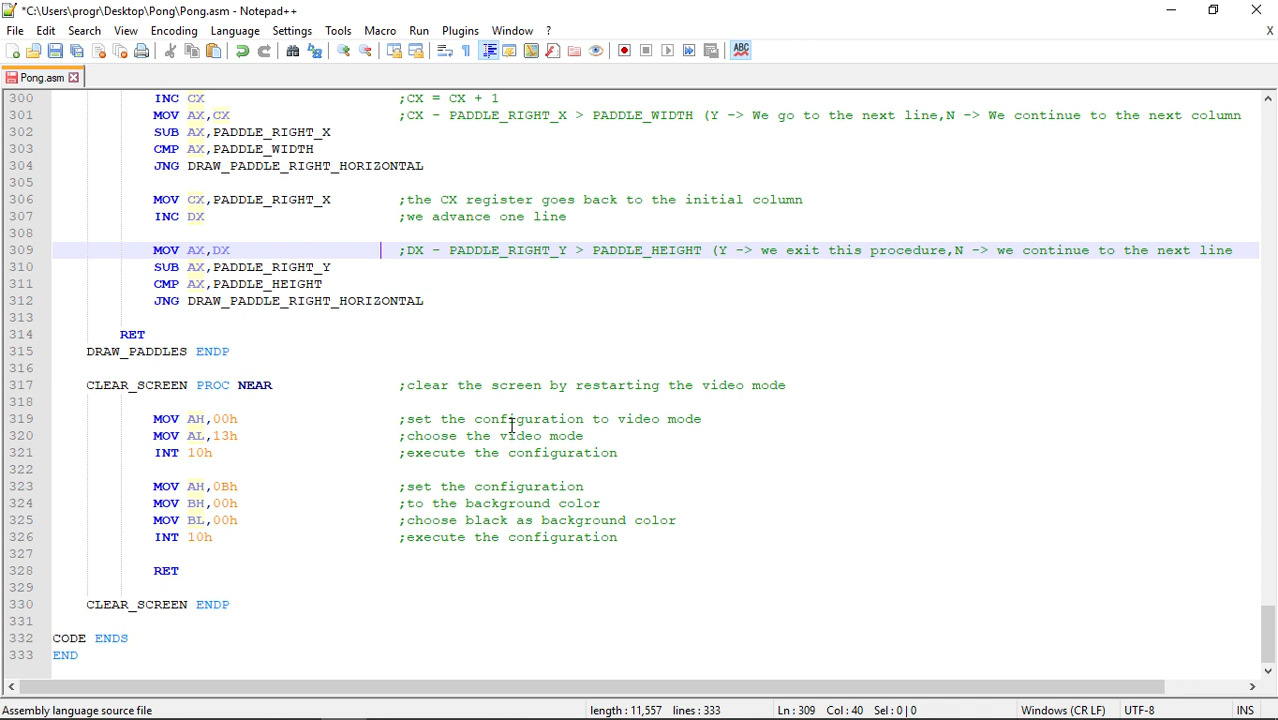 *C:\Users\progr\Desktop\Pong\Pong.asm - Notepad++
File Edit Search View Encoding Language Settings Tools Macro Run Plugins Window ? X
ABC
Pong.asm
300 INC CX ;CX = CX + 1
301 MOV AX,CX ;CX - PADDLE_RIGHT_X > PADDLE_WIDTH (Y -> We go to the next line,N -> We continue to the next column
302 SUB AX,PADDLE_RIGHT_X
303 CMP AX,PADDLE_WIDTH
304 JNG DRAW_PADDLE_RIGHT_HORIZONTAL
305
306 MOV CX,PADDLE_RIGHT_X ;the CX register goes back to the initial column
307 INC DX ;we advance one line
308
309 MOV AX,DX ;DX - PADDLE_RIGHT_Y > PADDLE_HEIGHT (Y -> we exit this procedure,N -> we continue to the next line
310 SUB AX,PADDLE_RIGHT_Y
311 CMP AX,PADDLE_HEIGHT
312 JNG DRAW_PADDLE_RIGHT_HORIZONTAL
313
314 RET
315 DRAW_PADDLES ENDP
316
317 CLEAR_SCREEN PROC NEAR ;clear the screen by restarting the video mode
318
319 MOV AH,00h ;set the configuration to video mode
320 MOV AL,13h ;choose the video mode
321 INT 10h ;execute the configuration
322
323 MOV AH,0Bh ;set the configuration
324 MOV BH,00h ;to the background color
325 MOV BL,00h ;choose black as background color
326 INT 10h ;execute the configuration
327
328 RET
329
330 CLEAR_SCREEN ENDP
331
332 CODE ENDS
333 END
Assembly language source file length : 11,557 lines : 333 Ln : 309 Col : 40 Sel : 0 | 0 Windows (CR LF) UTF-8 INS